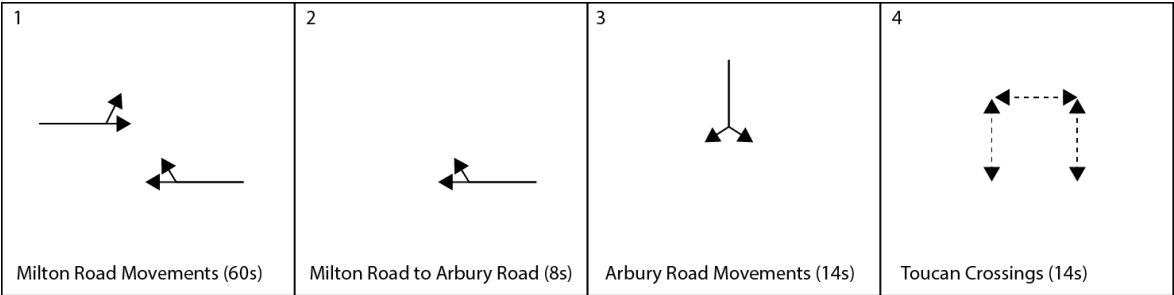 1
2
3
4
Milton Road Movements (60s)
Milton Road to Arbury Road (8s)
Arbury Road Movements (14s)
Toucan Crossings (14s)